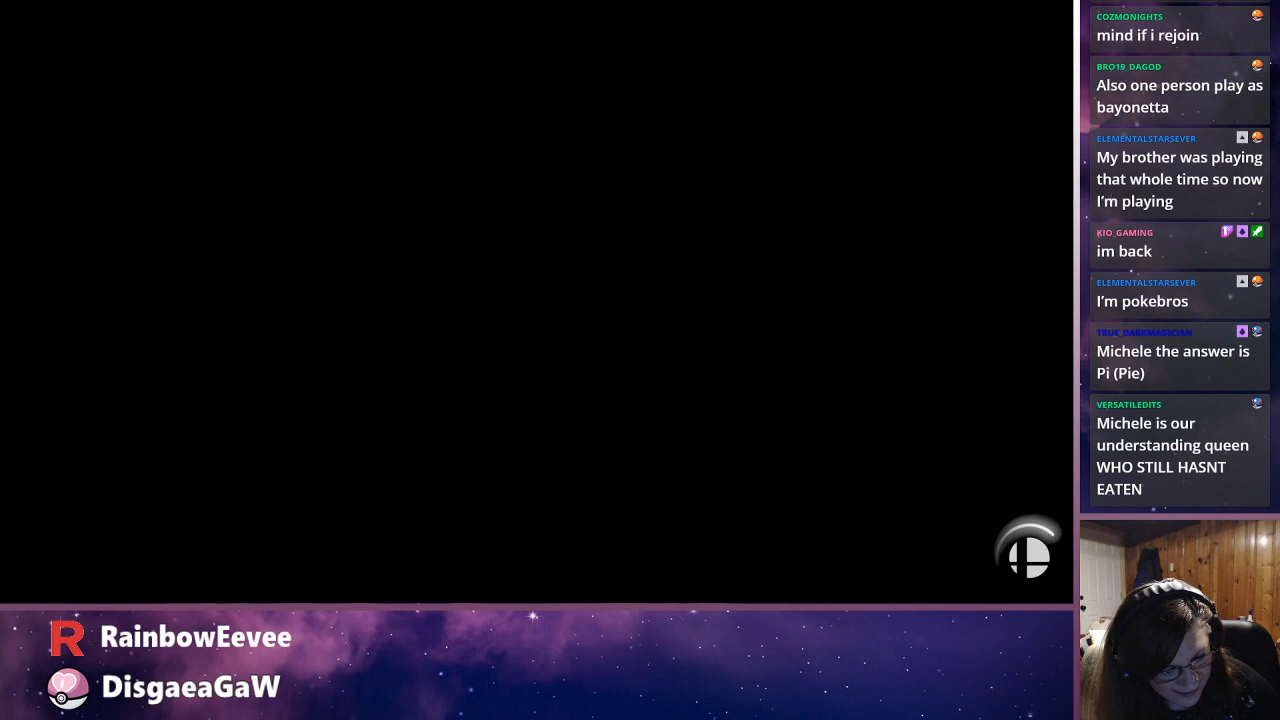 COZMONIGHTS
mind if i rejoin
BRO19_DAGOD
Also one person play as
bayonetta
ELEMENTALSTARSEVER
My brother was playing
that whole time so now
I'm playing
KIO_GAMING
im back
ELEMENTALSTARSEVER
I'm pokebros
TRUE_DARKMAGICIAN
Michele the answer is
Pi (Pie)
VERSATILEDITS
Michele is our
understanding queen
WHO STILL HASNT
EATEN
R RainbowEevee
DisgaeaGaW